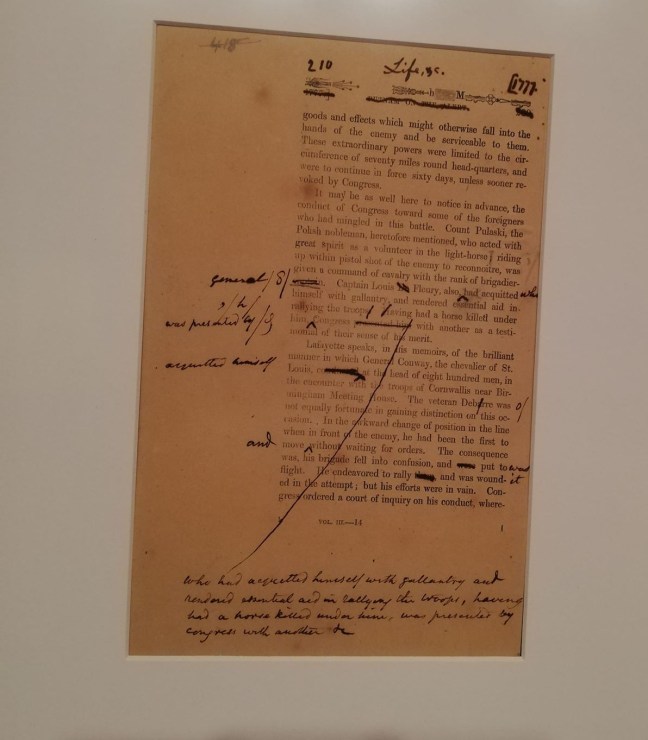 418
210 Life, &c. [1777.
goods and effects which might otherwise fall into the
hands of the enemy and be serviceable to them.
These extraordinary powers were limited to the cir-
cumference of seventy miles round head-quarters, and
were to continue in force sixty days, unless sooner re-
voked by Congress.
It may be as well here to notice in advance, the
conduct of Congress toward some of the foreigners
who had mingled in this battle. Count Pulaski, the
Polish nobleman, heretofore mentioned, who acted with
great spirit as a volunteer in the light-horse, riding
up within pistol shot of the enemy to reconnoitre, was
given a command of cavalry with the rank of brigadier-
general / S/ Captain Louis Fleury, also had acquitted who
himself with gallantry, and rendered essential aid in
rallying the troops, having had a horse killed under
was presented by / him, Congress with another as a testi-
monial of their sense of his merit.
Lafayette speaks, in his memoirs, of the brilliant
acquitted himself
manner in which General Conway, the chevalier of St.
Louis, at the head of eight hundred men, in
the encounter with the troops of Cornwallis near Bir-
mingham Meeting House. The veteran Deborre was o/
not equally fortunate in gaining distinction on this oc-
casion. In the awkward change of position in the line
when in front of the enemy, he had been the first to
and
move without waiting for orders. The consequence
was, his brigade fell into confusion, and put to was
flight. He endeavored to rally and was wound- it
ed in the attempt; but his efforts were in vain. Con-
gress ordered a court of inquiry on his conduct, where-
VOL. III.—14
who had acquitted himself with gallantry and
rendered essential aid in rallying the troops, having
had a horse killed under him, was presented by
congress with another &c